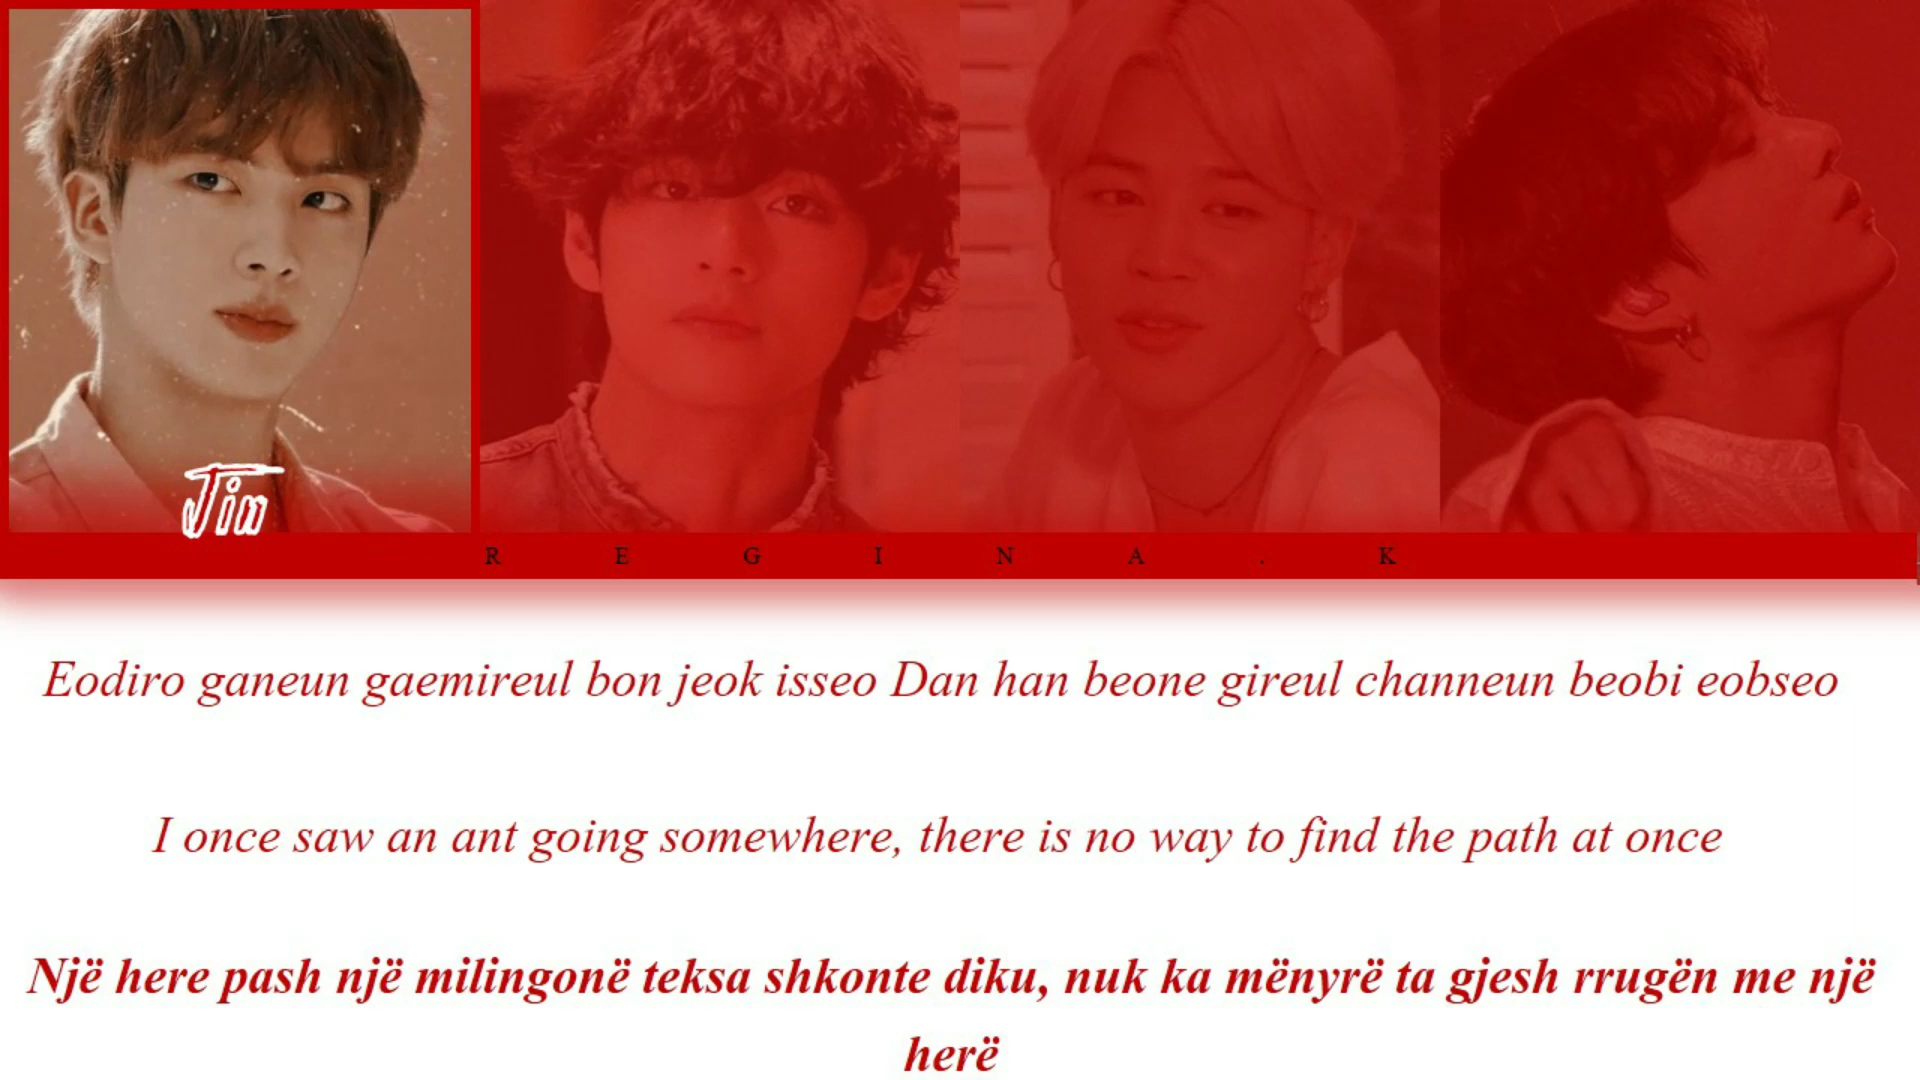 Jin
R E G I N A . K
Eodiro ganeun gaemireul bon jeok isseo Dan han beone gireul channeun beobi eobseo
I once saw an ant going somewhere, there is no way to find the path at once
Një here pash një milingonë teksa shkonte diku, nuk ka mënyrë ta gjesh rrugën me një
herë